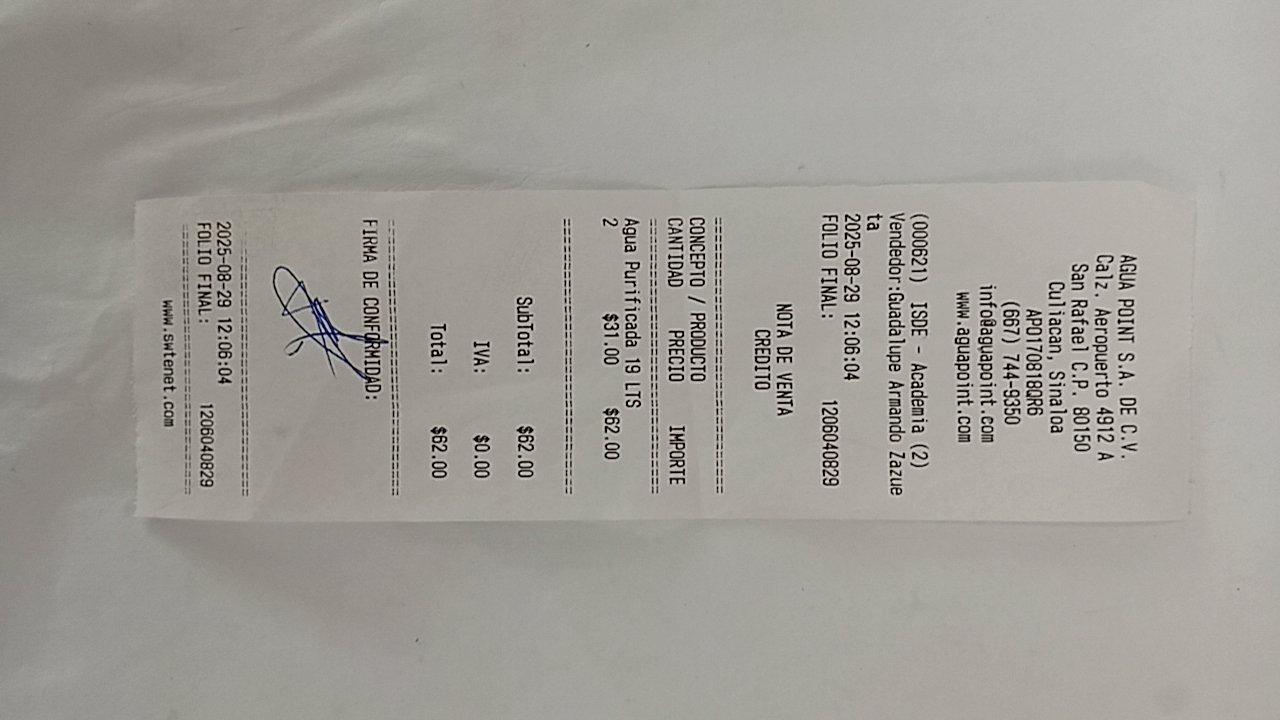 AGUA POINT S.A. DE C.V.
Calz. Aeropuerto 4912 A
San Rafael C.P. 80150
Culiacan, Sinaloa
APO170818QR6
(667) 744-9350
info@aguapoint.com
www.aguapoint.com
(000621) ISDE - Academia (2)
Vendedor:Guadalupe Armando Zazue
ta
2025-08-29 12:06:04
FOLIO FINAL: 1206040829
NOTA DE VENTA
CREDITO
================================
CONCEPTO / PRODUCTO
CANTIDAD PRECIO IMPORTE
================================
Agua Purificada 19 LTS
2 $31.00 $62.00
================================
SubTotal: $62.00
IVA: $0.00
Total: $62.00
================================
FIRMA DE CONFORMIDAD:
================================
2025-08-29 12:06:04
FOLIO FINAL: 1206040829
================================
www.swtenet.com